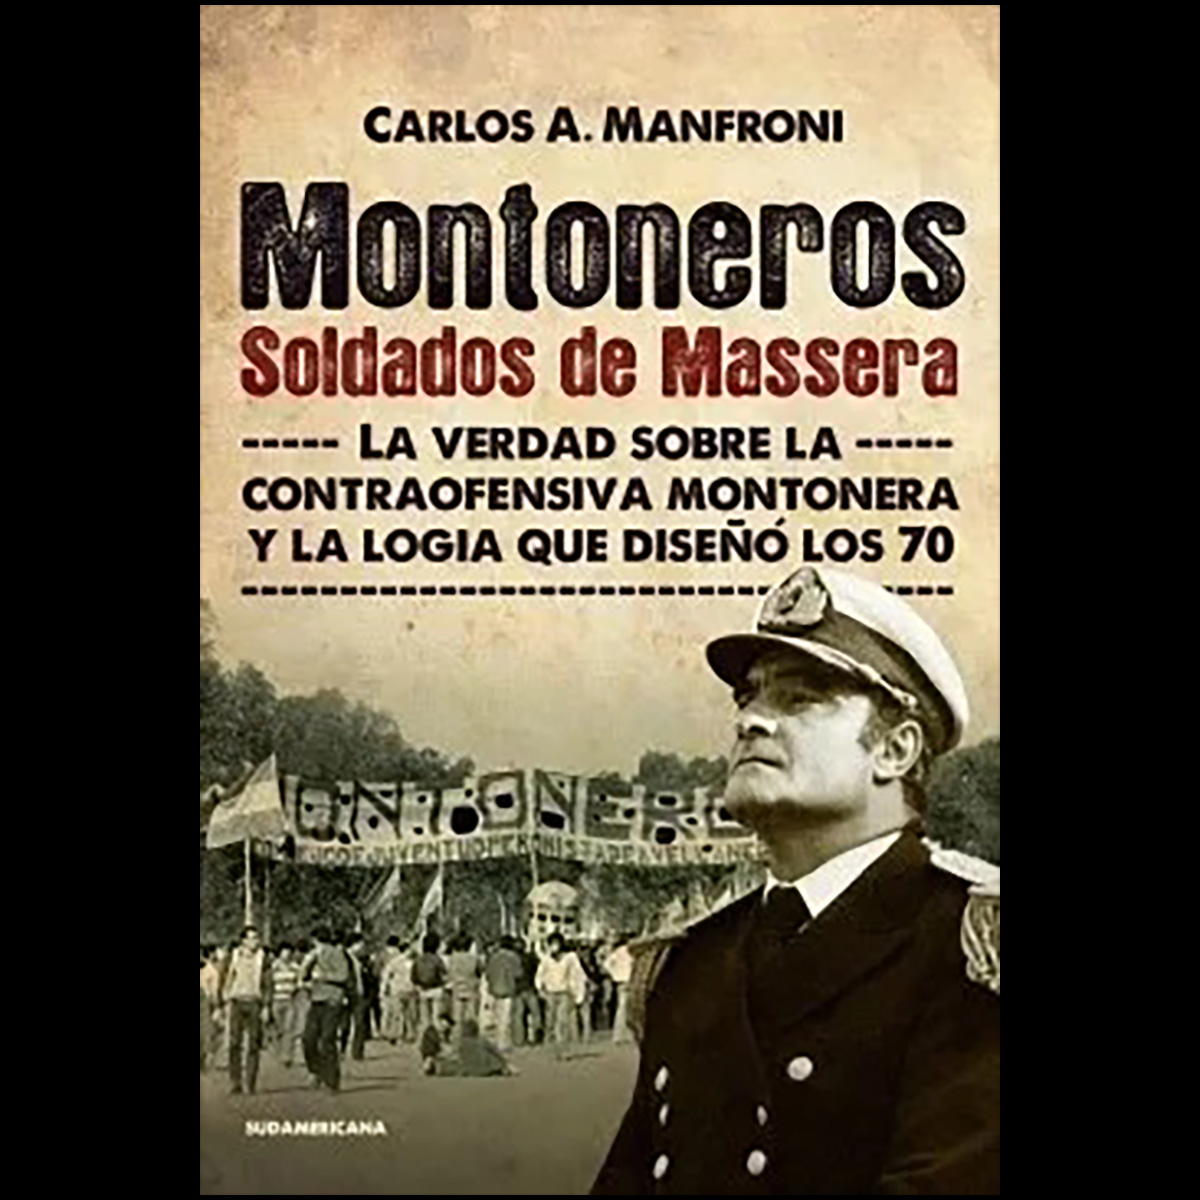 CARLOS A. MANFRONI
Montoneros
Soldados de Massera
----- LA VERDAD SOBRE LA -----
CONTRAOFENSIVA MONTONERA
Y LA LOGIA QUE DISEÑÓ LOS 70
ONTONERO
SUDAMERICANA